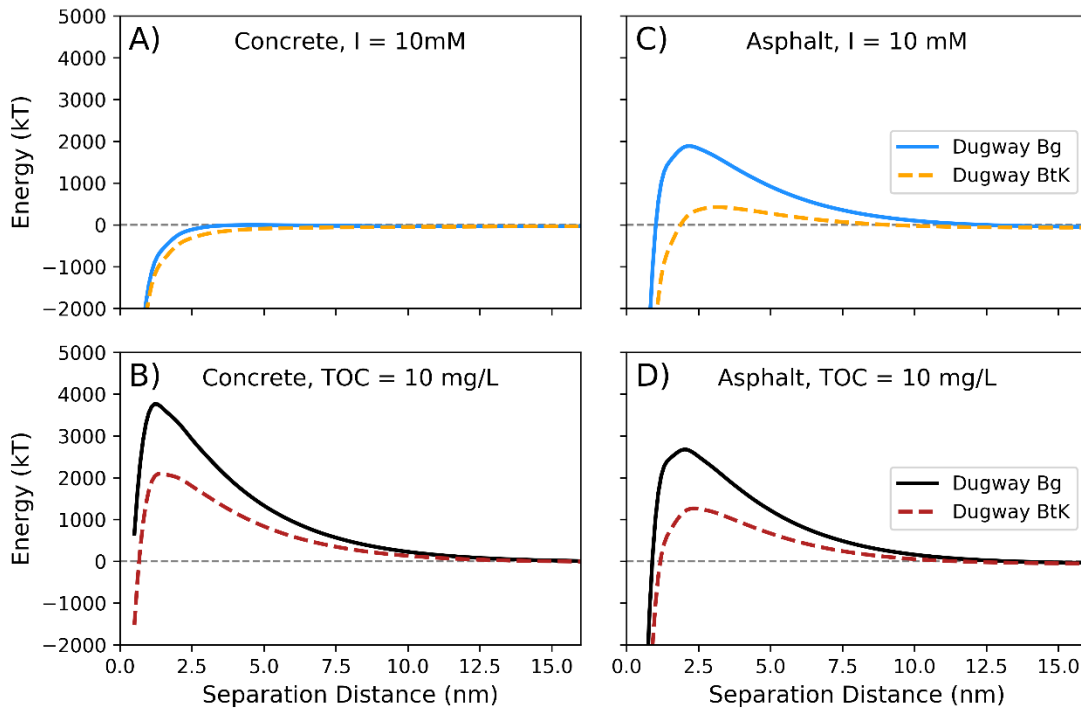 A)
Concrete, I = 10mM
5000
4000
3000
2000
1000
0
−1000
−2000
Energy (kT)
C)
Asphalt, I = 10 mM
Dugway Bg
Dugway BtK
B)
Concrete, TOC = 10 mg/L
5000
4000
3000
2000
1000
0
−1000
−2000
Energy (kT)
0.0 2.5 5.0 7.5 10.0 12.5 15.0
Separation Distance (nm)
D)
Asphalt, TOC = 10 mg/L
Dugway Bg
Dugway BtK
0.0 2.5 5.0 7.5 10.0 12.5 15.0
Separation Distance (nm)